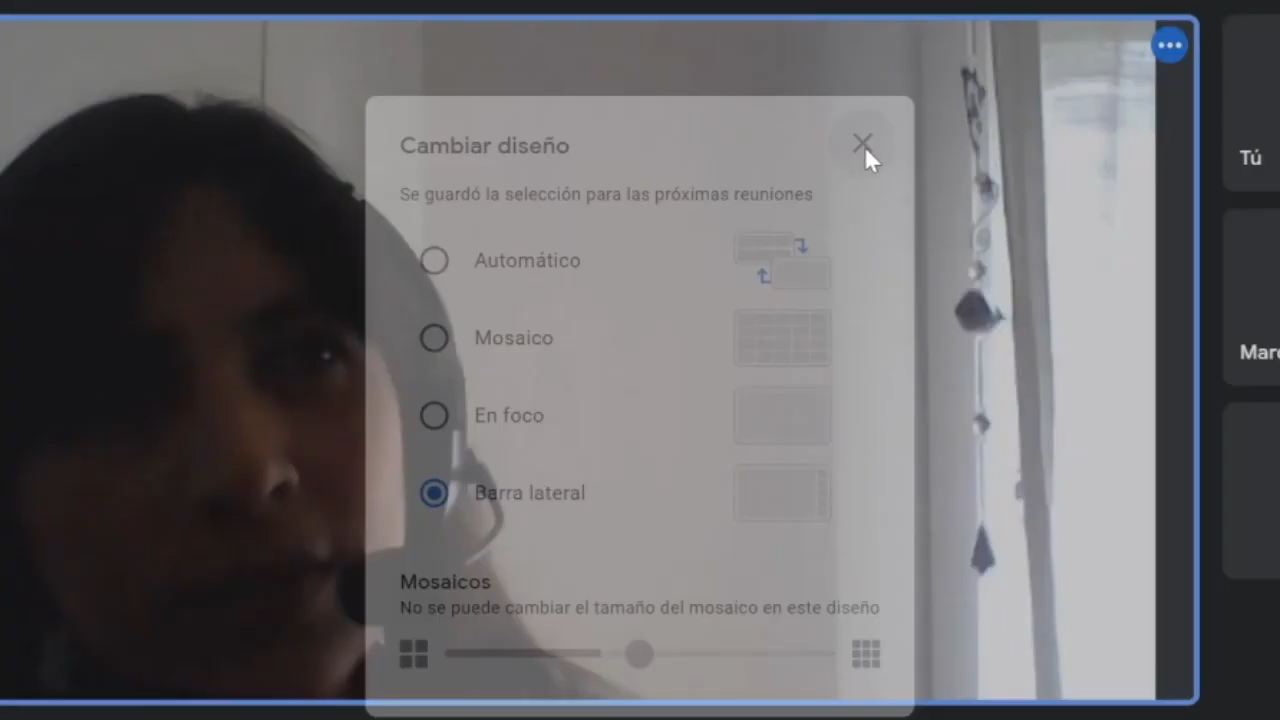 Cambiar diseño
Se guardó la selección para las próximas reuniones
Automático
Mosaico
En foco
Barra lateral
Mosaicos
No se puede cambiar el tamaño del mosaico en este diseño
Tú